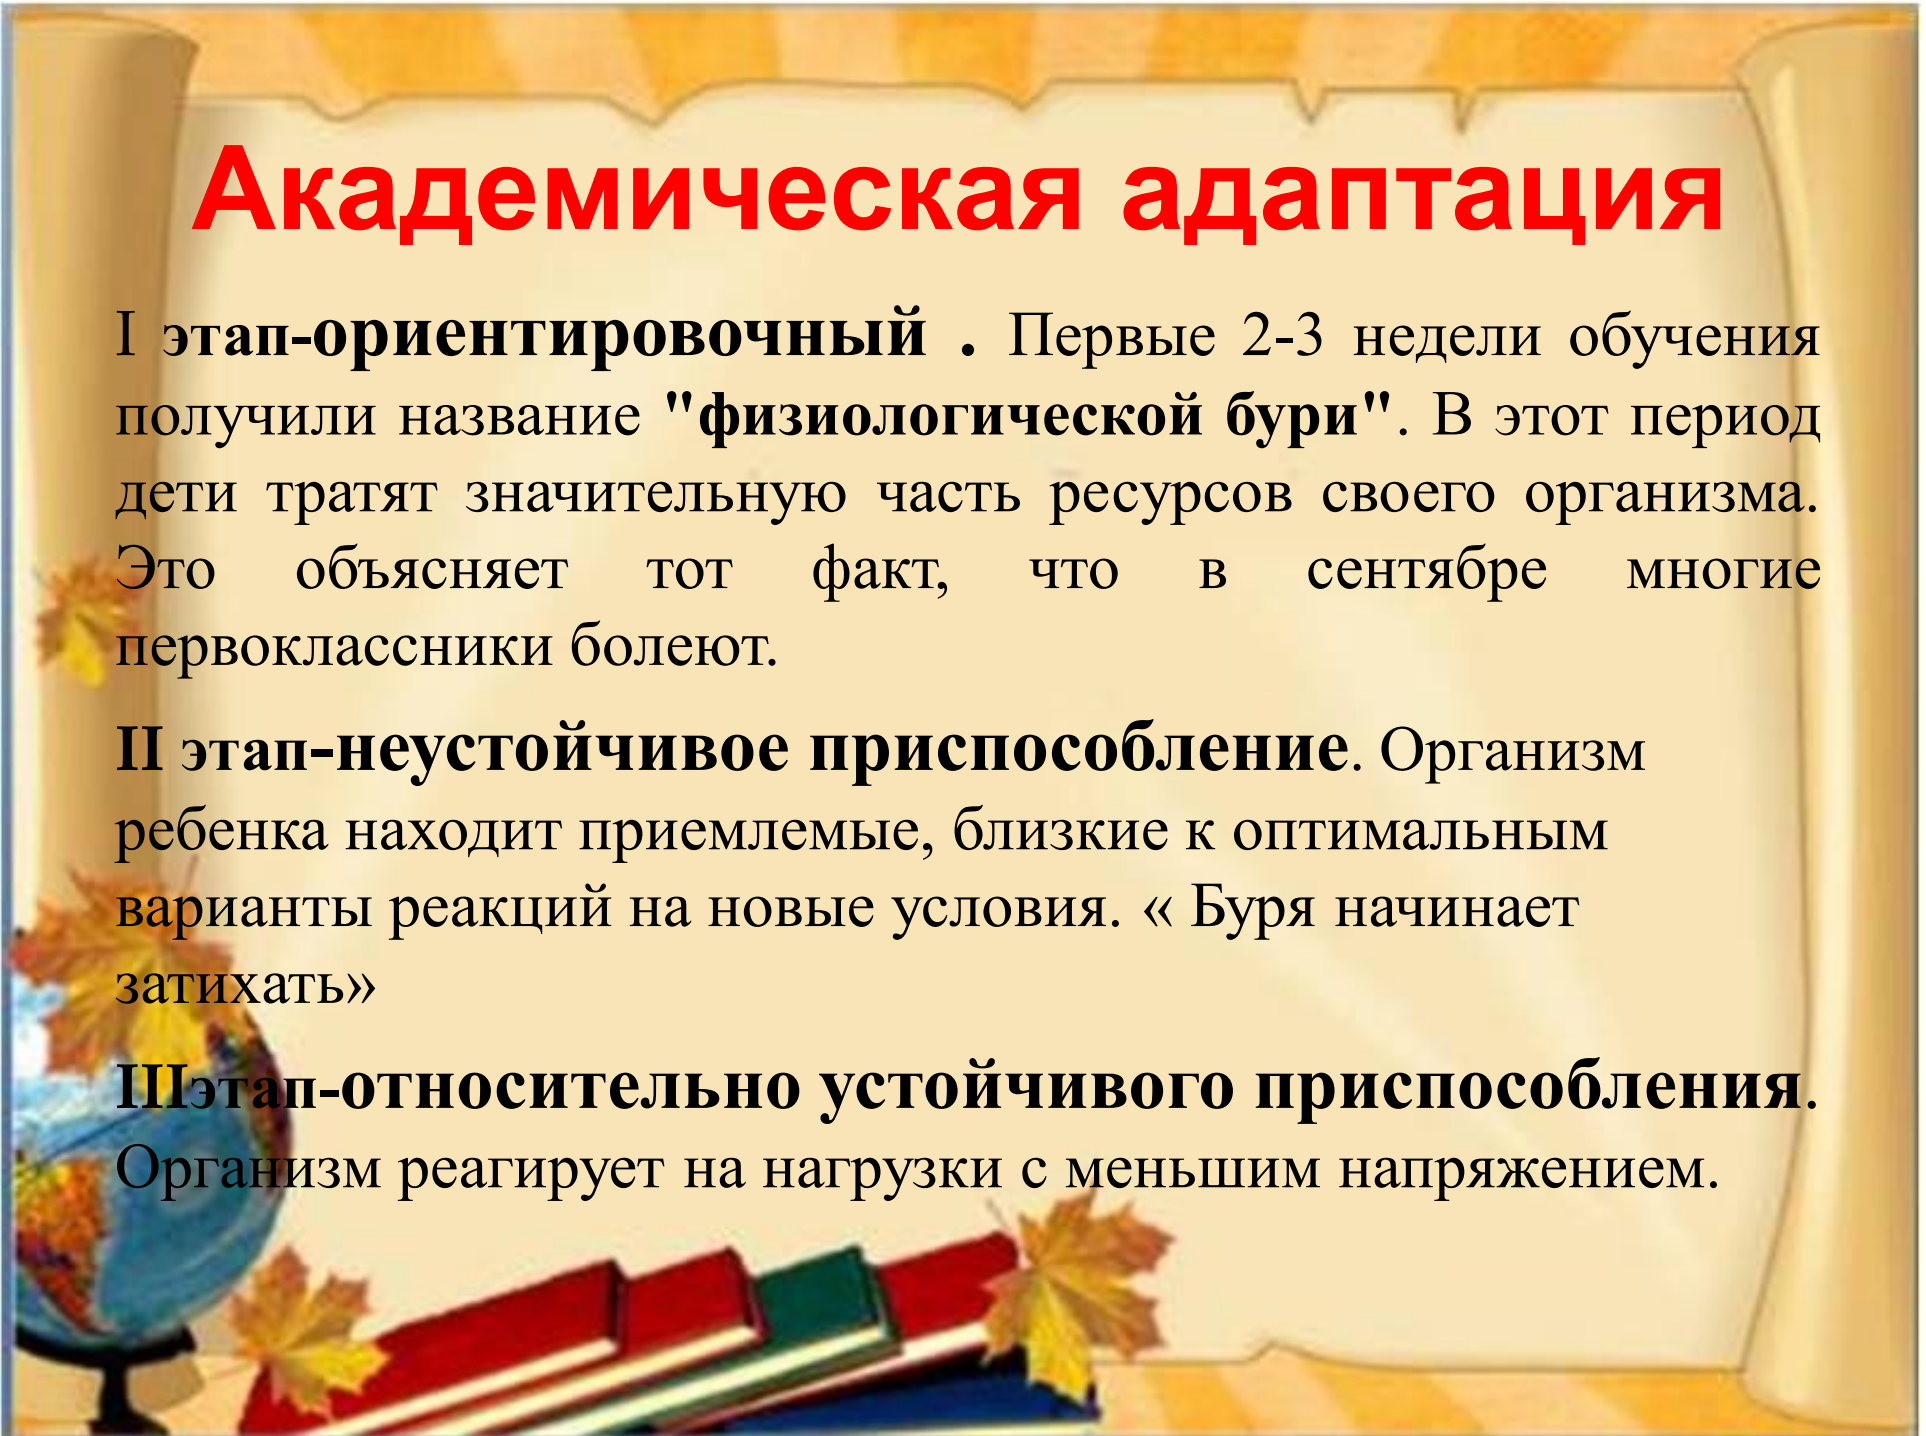 Академическая адаптация
I этап-ориентировочный . Первые 2-3 недели обучения
получили название "физиологической бури". В этот период
дети тратят значительную часть ресурсов своего организма.
Это объясняет тот факт, что в сентябре многие
первоклассники болеют.
II этап-неустойчивое приспособление. Организм
ребенка находит приемлемые, близкие к оптимальным
варианты реакций на новые условия. « Буря начинает
затихать»
IIIэтап-относительно устойчивого приспособления.
Организм реагирует на нагрузки с меньшим напряжением.